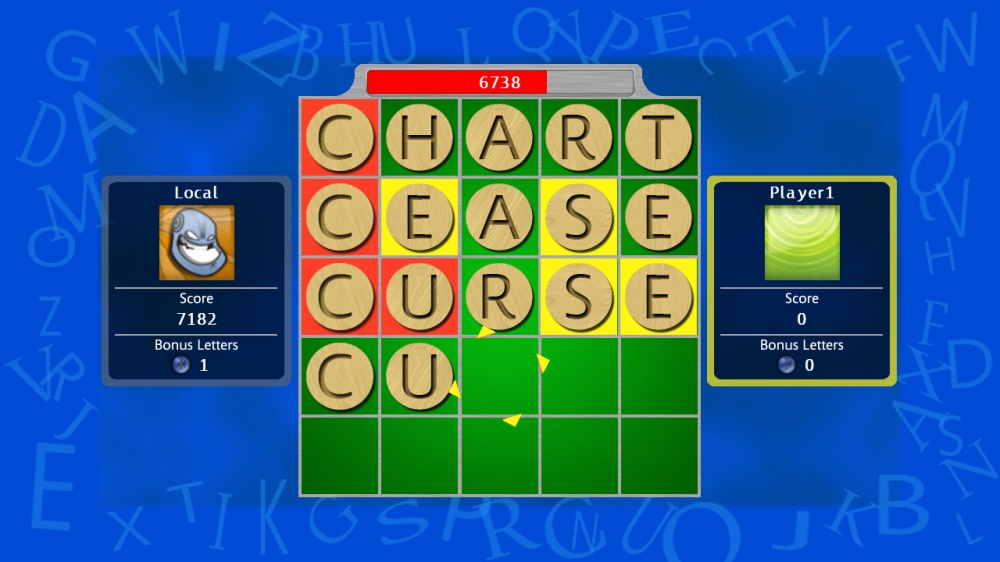 6738
CHART
CEASE
CURSE
CU
Local
Score
7182
Bonus Letters
1
Player1
Score
0
Bonus Letters
0